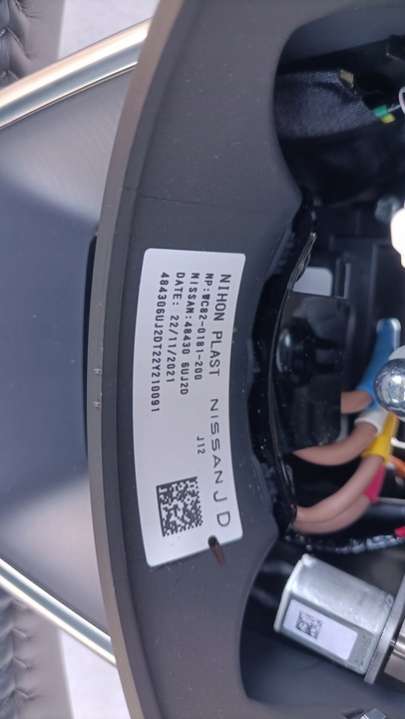 NIHON PLAST NISSAN J D
NP:WC82-0181-200 J12
NISSAN:48430 6UJ2D
DATE: 22/11/2021
484306UJ2DT22Y210091